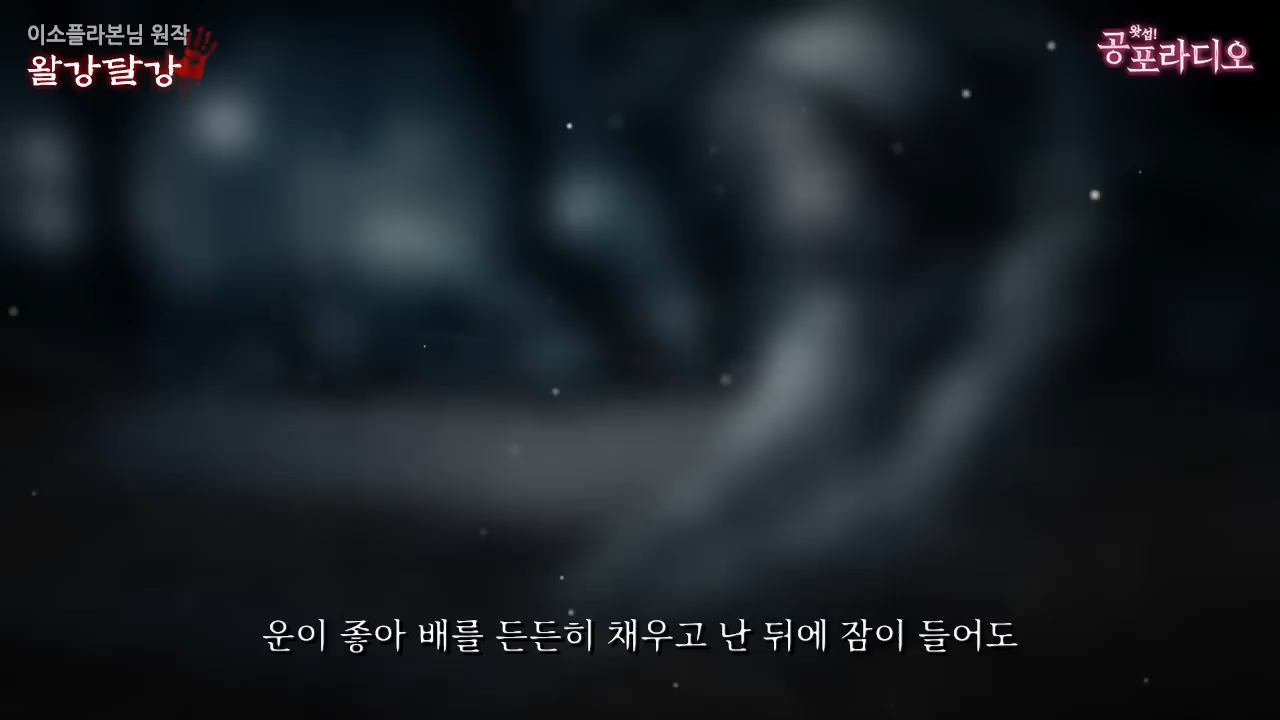 이소플라본님 원작
왈강달강
왓섭!
공포라디오
운이 좋아 배를 든든히 채우고 난 뒤에 잠이 들어도